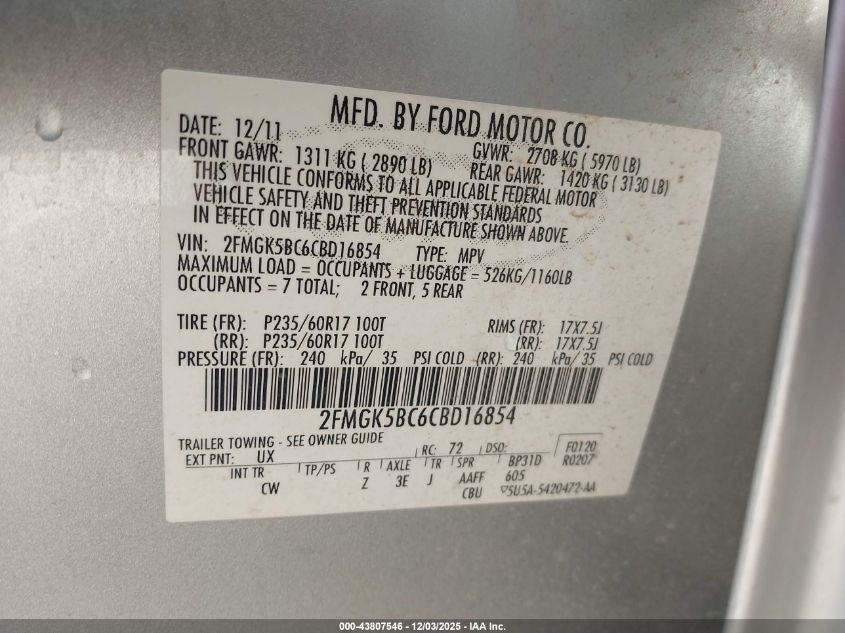 MFD. BY FORD MOTOR CO.
DATE: 12/11 GVWR: 2708 KG ( 5970 LB)
FRONT GAWR: 1311 KG ( 2890 LB) REAR GAWR: 1420 KG ( 3130 LB)
THIS VEHICLE CONFORMS TO ALL APPLICABLE FEDERAL MOTOR
VEHICLE SAFETY AND THEFT PREVENTION STANDARDS
IN EFFECT ON THE DATE OF MANUFACTURE SHOWN ABOVE.
VIN: 2FMGK5BC6CBD16854 TYPE: MPV
MAXIMUM LOAD = OCCUPANTS + LUGGAGE = 526KG/1160LB
OCCUPANTS = 7 TOTAL; 2 FRONT, 5 REAR
TIRE (FR): P235/60R17 100T RIMS (FR): 17X7.5J
(RR): P235/60R17 100T (RR): 17X7.5J
PRESSURE (FR): 240 kPa/ 35 PSI COLD (RR): 240 kPa/ 35 PSI COLD
2FMGK5BC6CBD16854
TRAILER TOWING - SEE OWNER GUIDE
EXT PNT: UX RC: 72 DSO: F0120
INT TR TP/PS R AXLE TR SPR BP31D R0207
CW Z 3E J AAFF 605
CBU 5U5A-5420472-AA
000-43807546 - 12/03/2025 - IAA Inc.